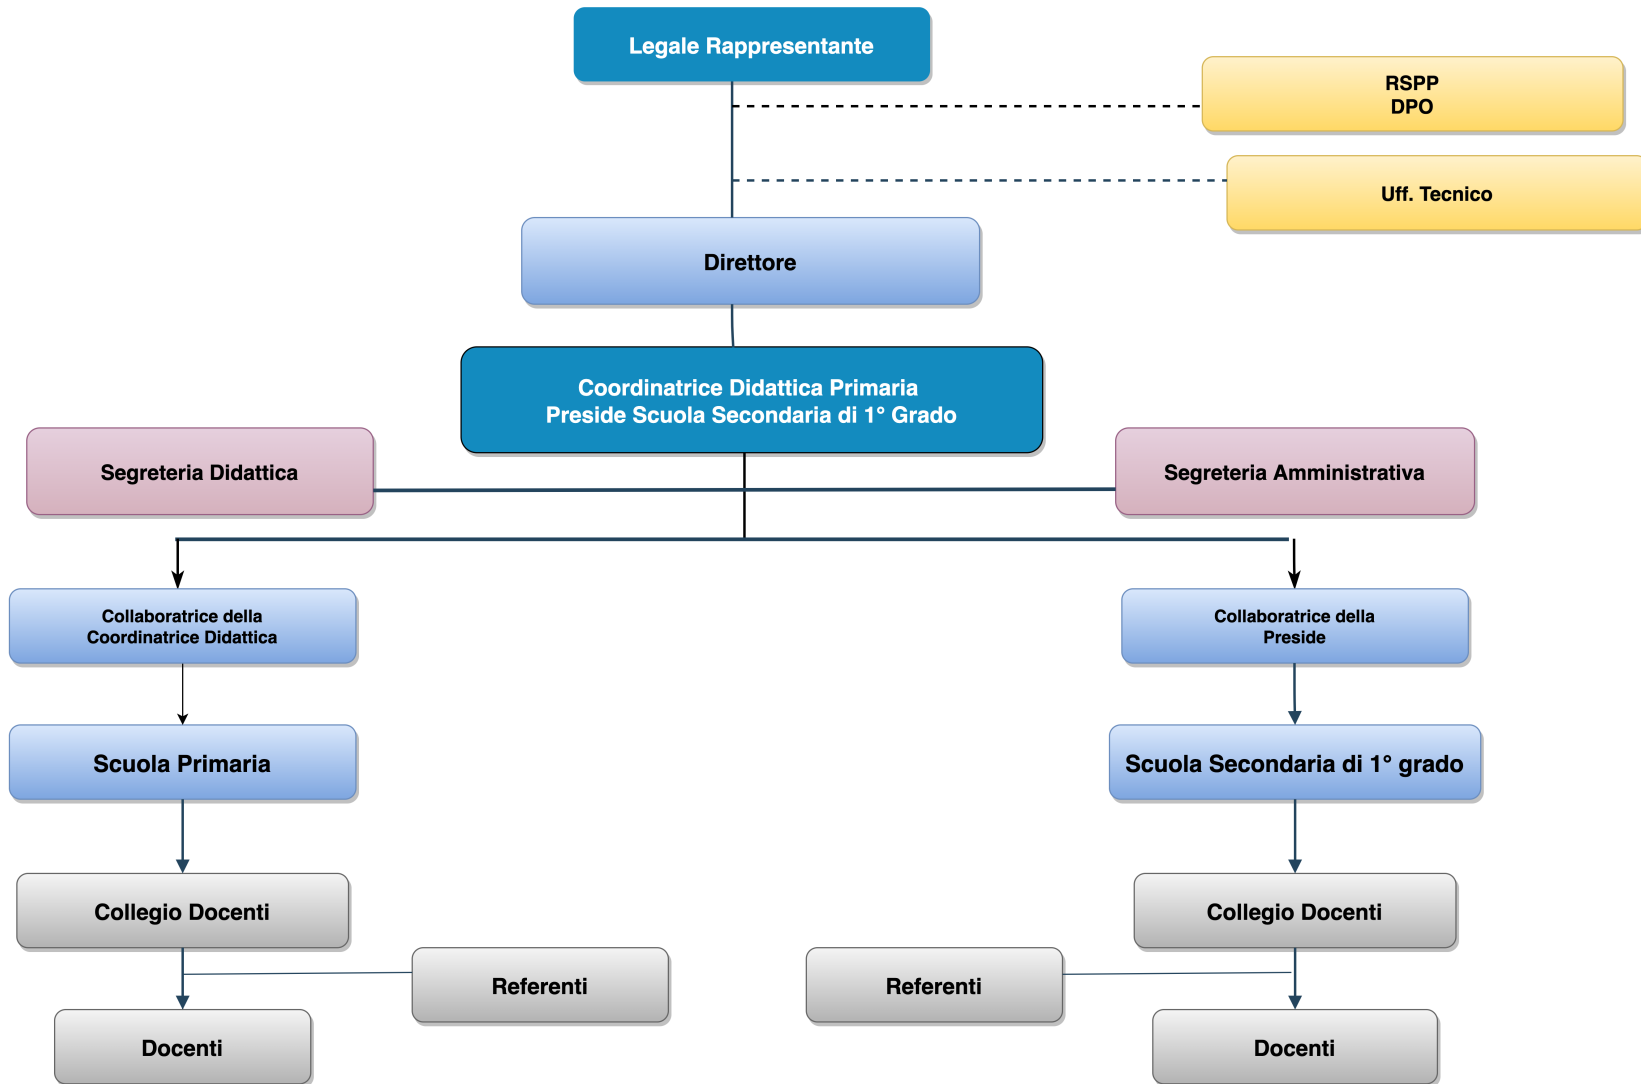 Legale Rappresentante
RSPP
DPO
Uff. Tecnico
Direttore
Coordinatrice Didattica Primaria
Preside Scuola Secondaria di 1° Grado
Segreteria Didattica
Segreteria Amministrativa
Collaboratrice della
Coordinatrice Didattica
Collaboratrice della
Preside
Scuola Primaria
Scuola Secondaria di 1° grado
Collegio Docenti
Collegio Docenti
Referenti
Referenti
Docenti
Docenti